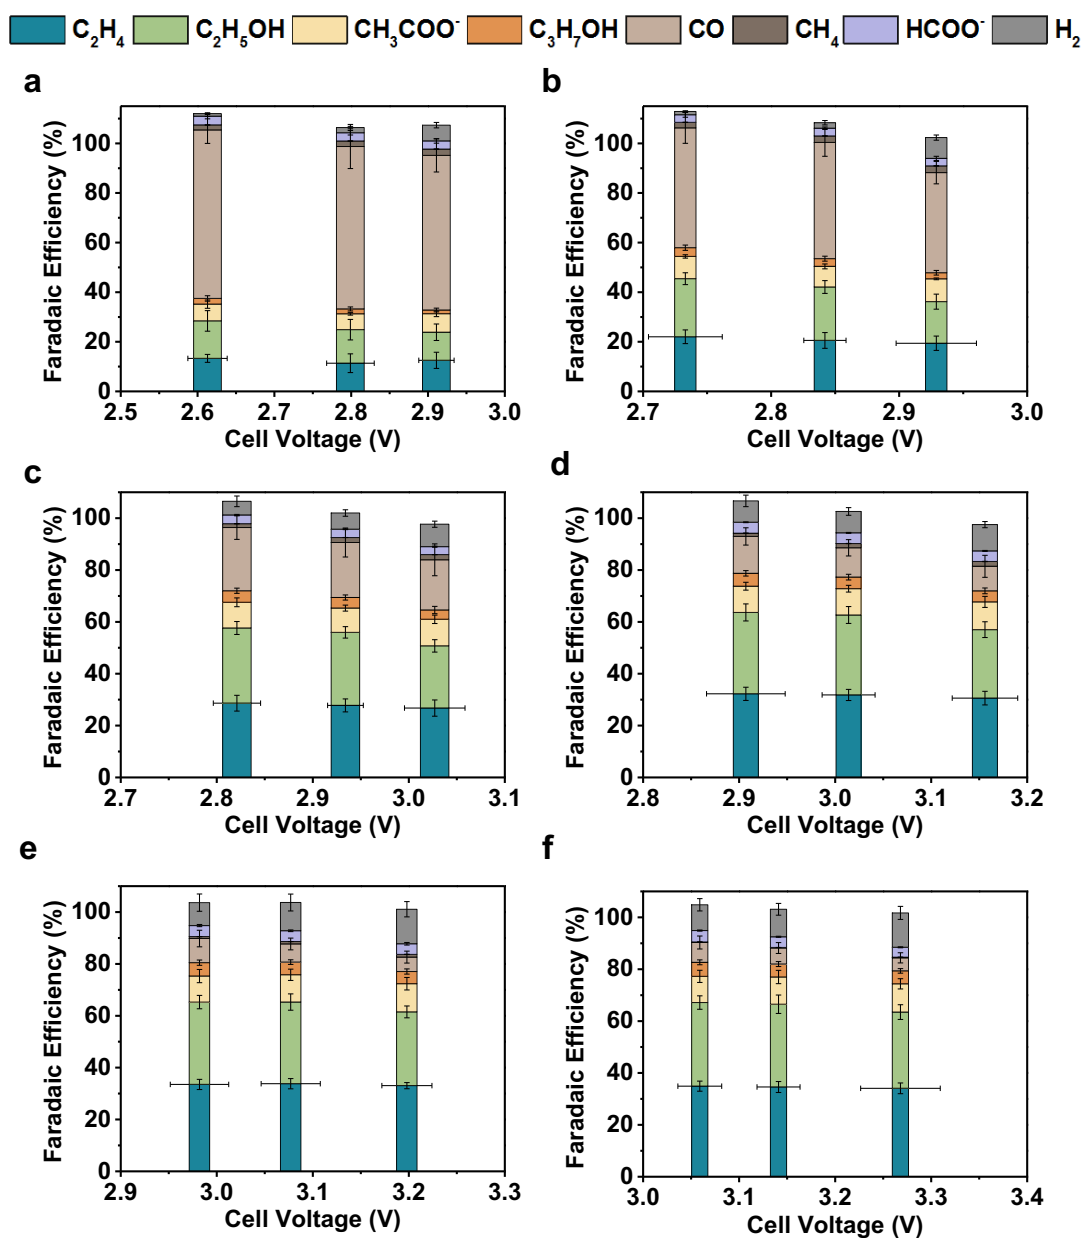 C₂H₄ C₂H₅OH CH₃COO⁻ C₃H₇OH CO CH₄ HCOO⁻ H₂
a
Faradaic Efficiency (%)
100
80
60
40
20
0
2.5 2.6 2.7 2.8 2.9 3.0
Cell Voltage (V)
b
Faradaic Efficiency (%)
100
80
60
40
20
0
2.7 2.8 2.9 3.0
Cell Voltage (V)
c
Faradaic Efficiency (%)
100
80
60
40
20
0
2.7 2.8 2.9 3.0 3.1
Cell Voltage (V)
d
Faradaic Efficiency (%)
100
80
60
40
20
0
2.8 2.9 3.0 3.1 3.2
Cell Voltage (V)
e
Faradaic Efficiency (%)
100
80
60
40
20
0
2.9 3.0 3.1 3.2 3.3
Cell Voltage (V)
f
Faradaic Efficiency (%)
100
80
60
40
20
0
3.0 3.1 3.2 3.3 3.4
Cell Voltage (V)